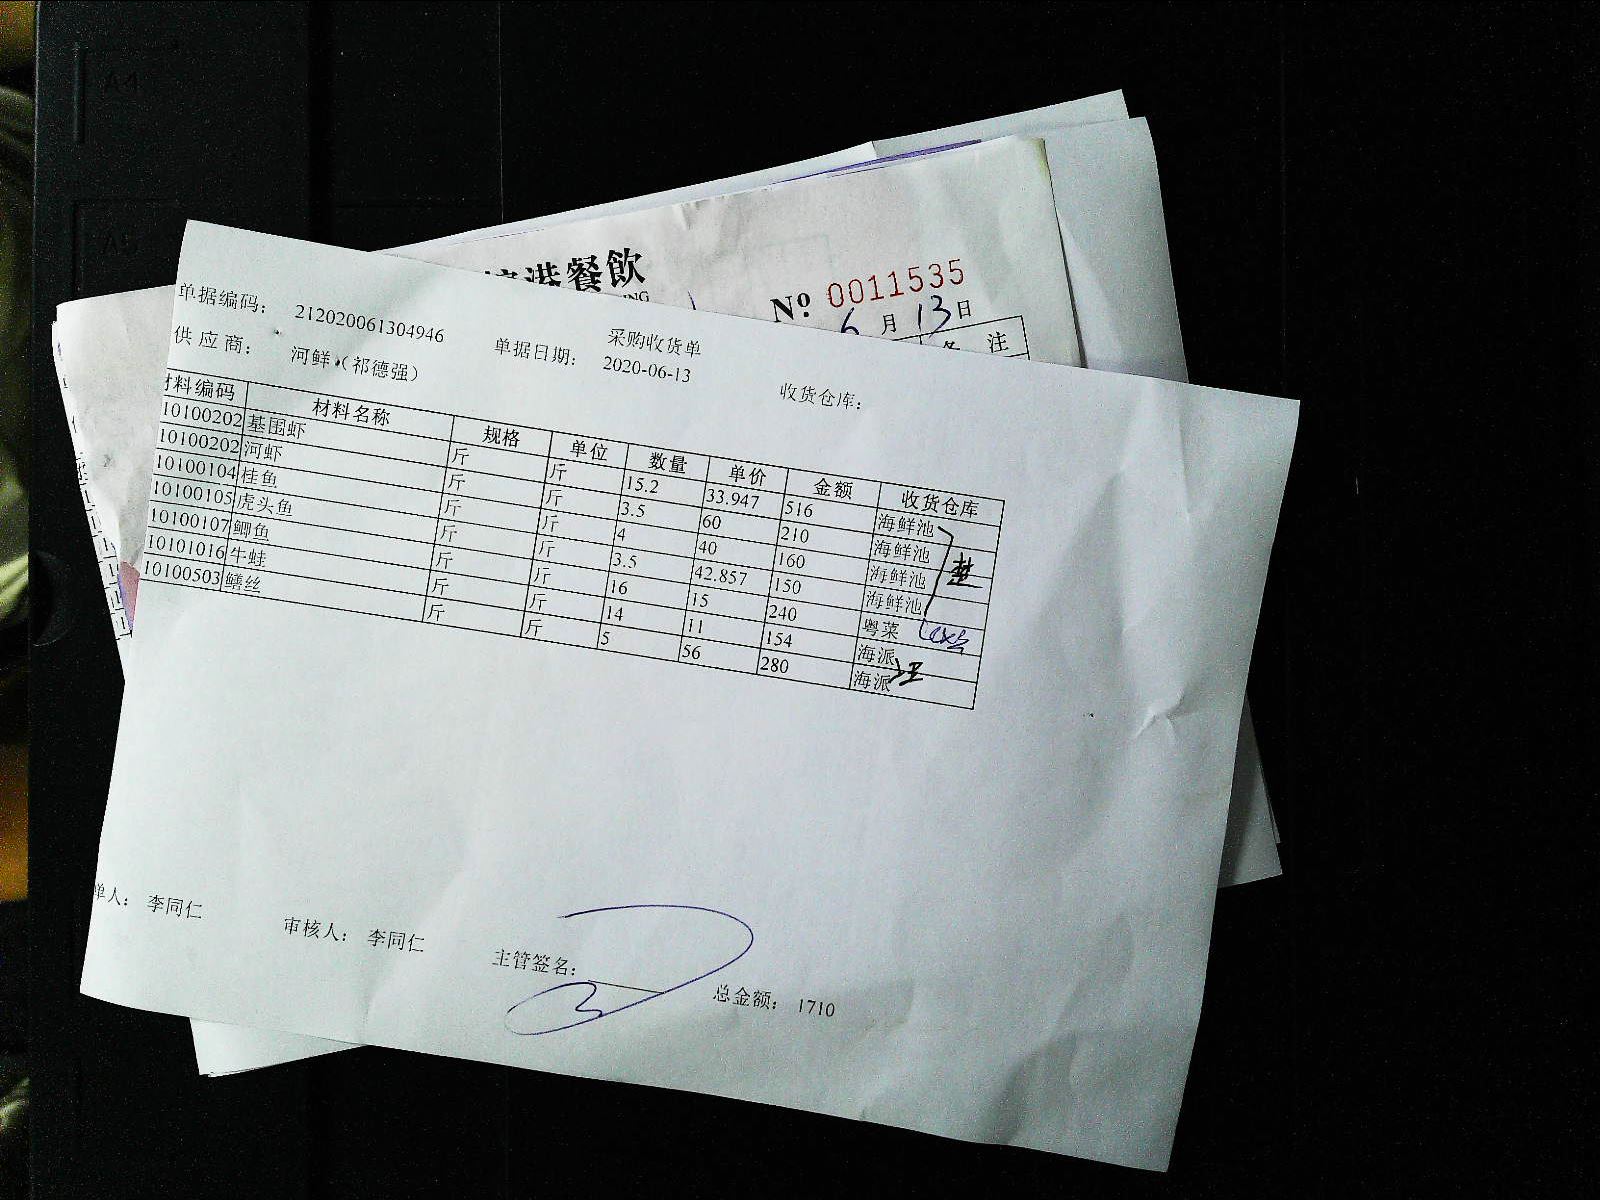 A4
A5
港餐飲
Nº 0011535
6月13日
注
采购收货单
单据编码： 212020061304946
单据日期： 2020-06-13
供应商： 河鲜（祁德强）
收货仓库：
材料编码 材料名称 规格 单位 数量 单价 金额 收货仓库
10100202 基围虾 斤 斤 15.2 33.947 516 海鲜池
10100202 河虾 斤 斤 3.5 60 210 海鲜池
10100104 桂鱼 斤 斤 4 40 160 海鲜池
10100105 虎头鱼 斤 斤 3.5 42.857 150 海鲜池
10100107 鲫鱼 斤 斤 16 15 240 粤菜
10101016 牛蛙 斤 斤 14 11 154 海派
10100503 鳝丝 斤 斤 5 56 280 海派
单人： 李同仁 审核人： 李同仁 主管签名： 总金额： 1710